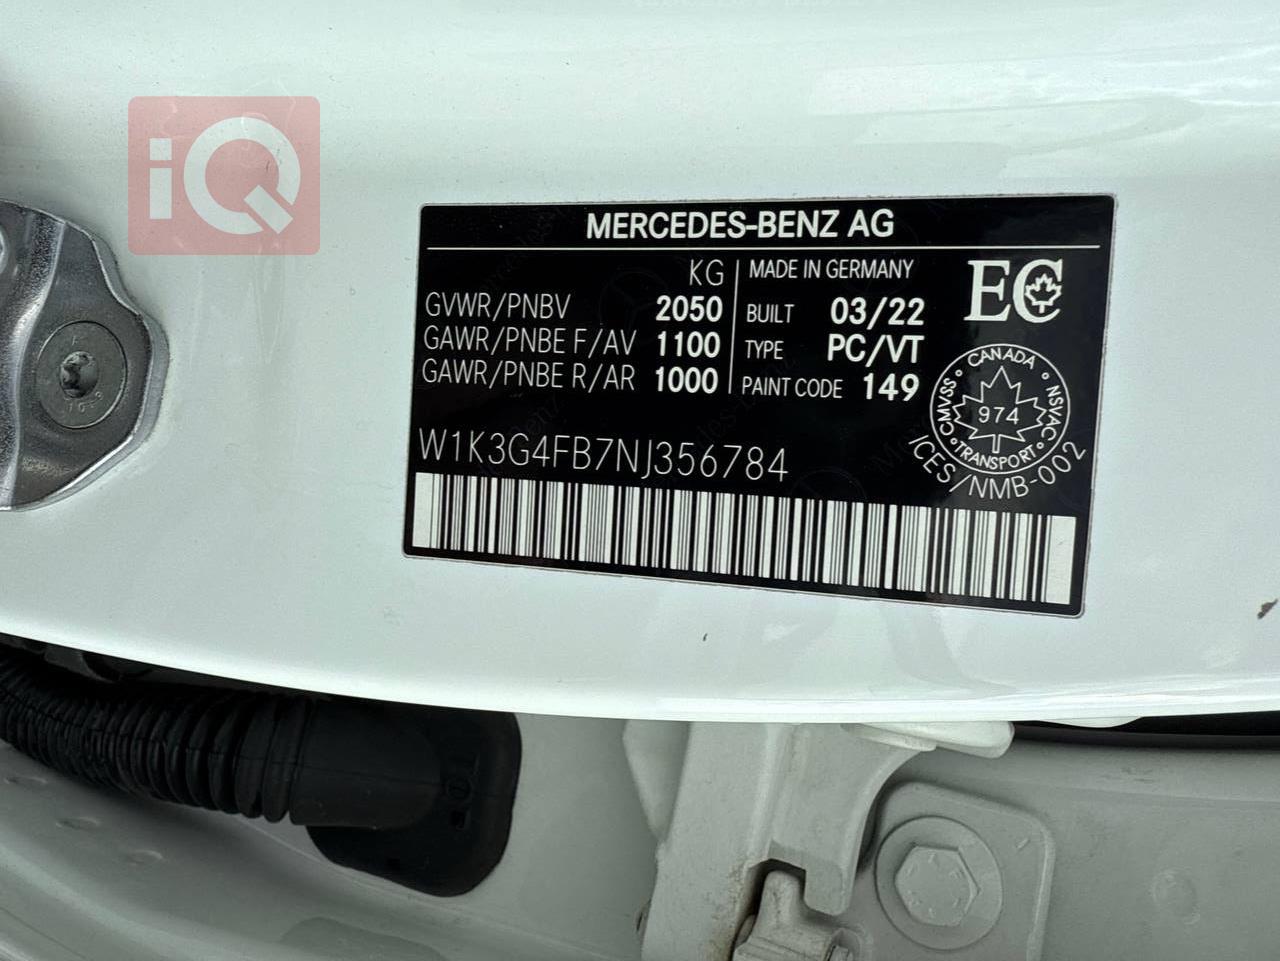 iQ
MERCEDES-BENZ AG
KG
GVWR/PNBV 2050
GAWR/PNBE F/AV 1100
GAWR/PNBE R/AR 1000
MADE IN GERMANY
BUILT 03/22
TYPE PC/VT
PAINT CODE 149
EC
CANADA
CMVSS NSVAC
974
TRANSPORT
ICES/NMB-002
W1K3G4FB7NJ356784